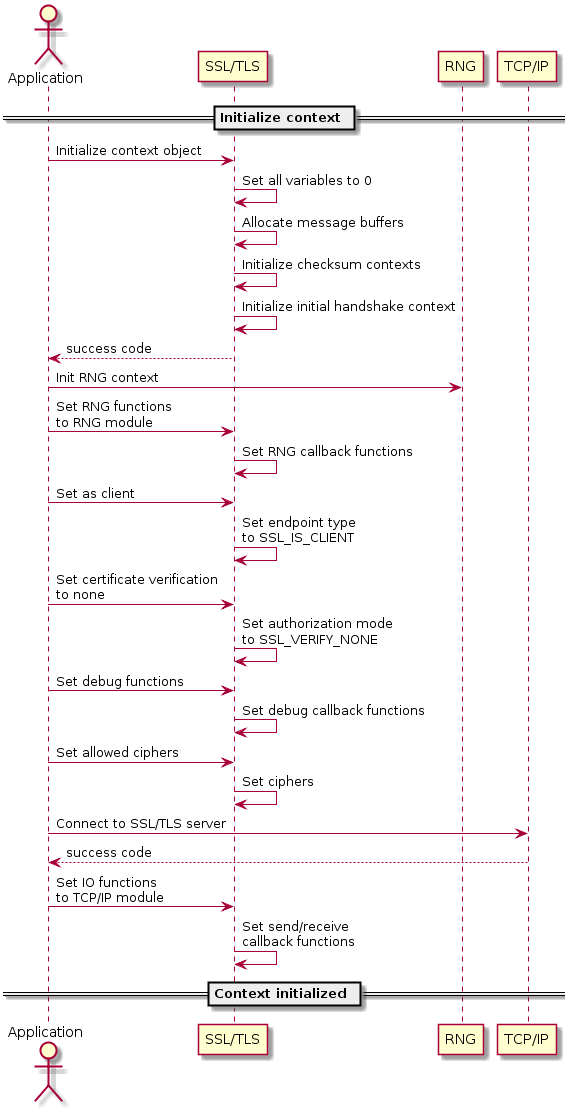 Application
SSL/TLS
RNG
TCP/IP
Initialize context
Initialize context object
Set all variables to 0
Allocate message buffers
Initialize checksum contexts
Initialize initial handshake context
success code
Init RNG context
Set RNG functions
to RNG module
Set RNG callback functions
Set as client
Set endpoint type
to SSL_IS_CLIENT
Set certificate verification
to none
Set authorization mode
to SSL_VERIFY_NONE
Set debug functions
Set debug callback functions
Set allowed ciphers
Set ciphers
Connect to SSL/TLS server
success code
Set IO functions
to TCP/IP module
Set send/receive
callback functions
Context initialized
Application
SSL/TLS
RNG
TCP/IP